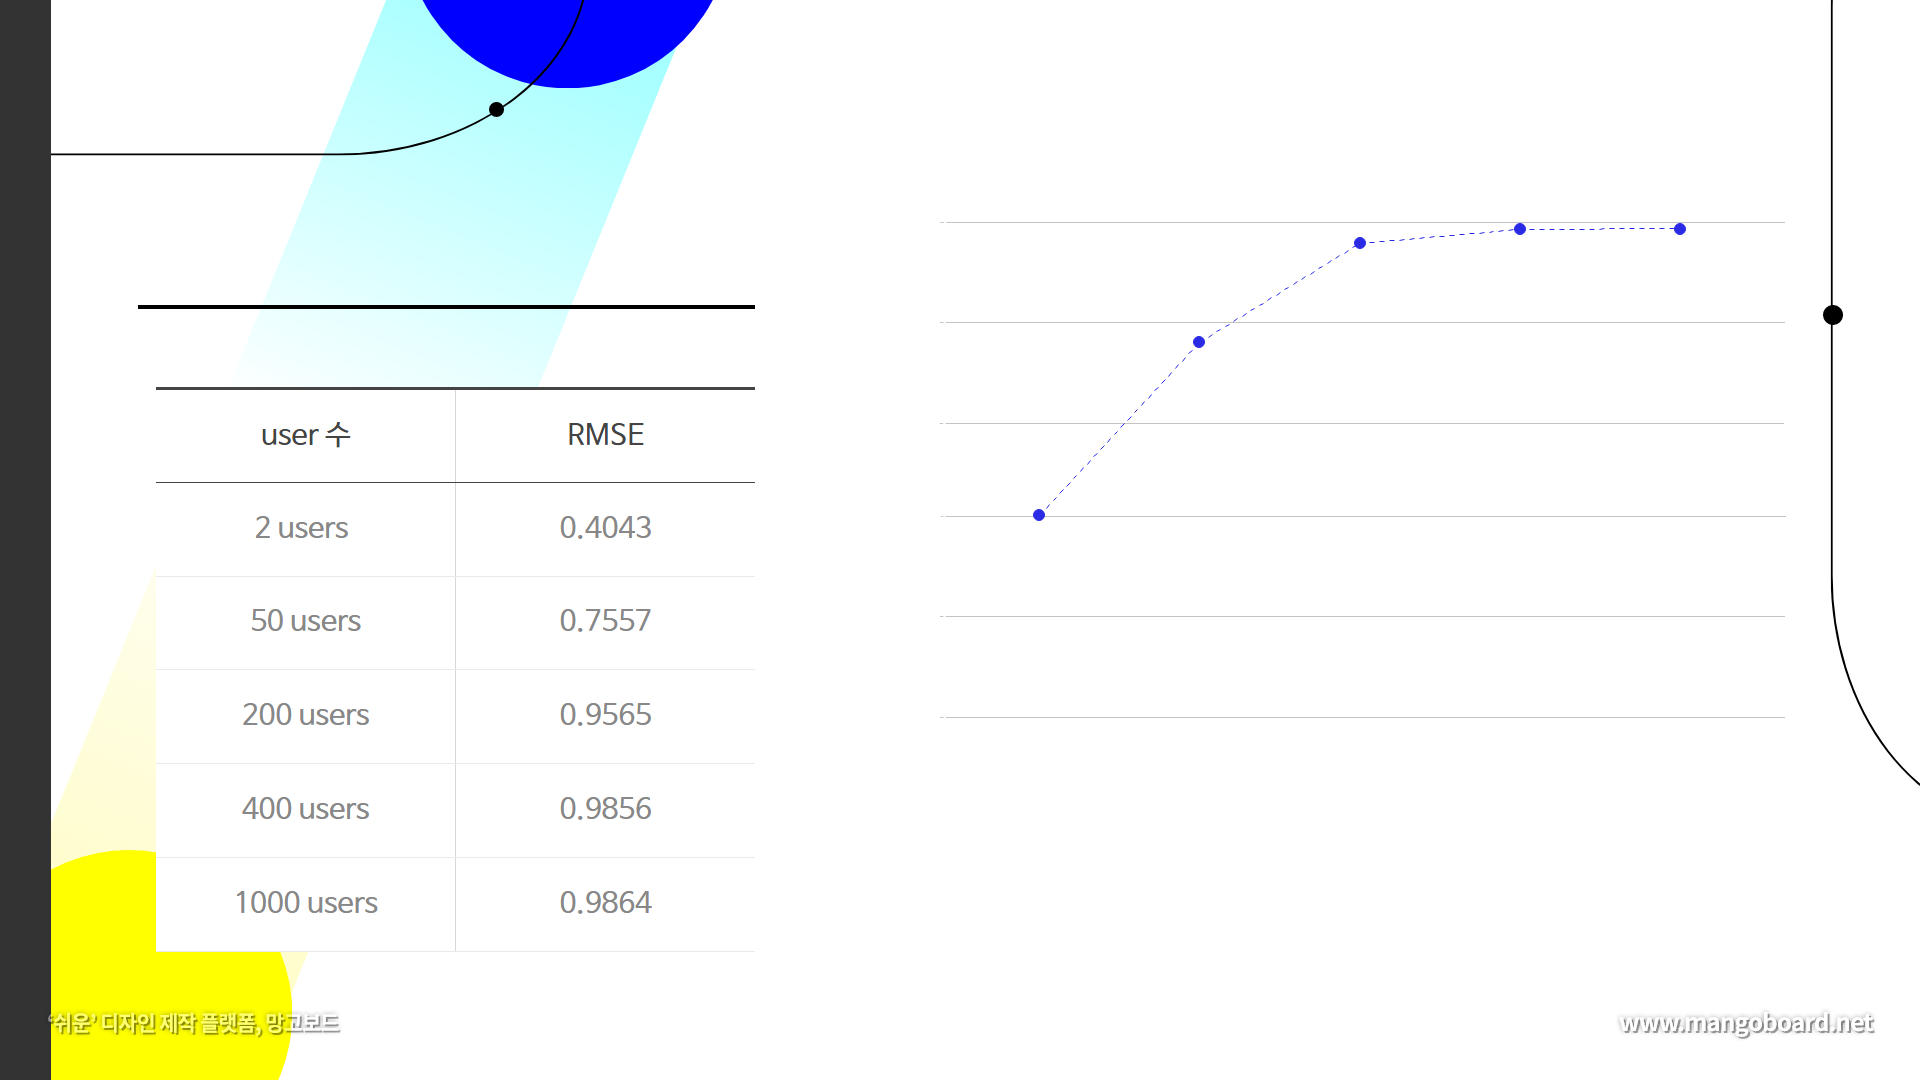 user 수 RMSE
2 users 0.4043
50 users 0.7557
200 users 0.9565
400 users 0.9856
1000 users 0.9864
‘쉬운’ 디자인 제작 플랫폼, 망고보드
www.mangoboard.net